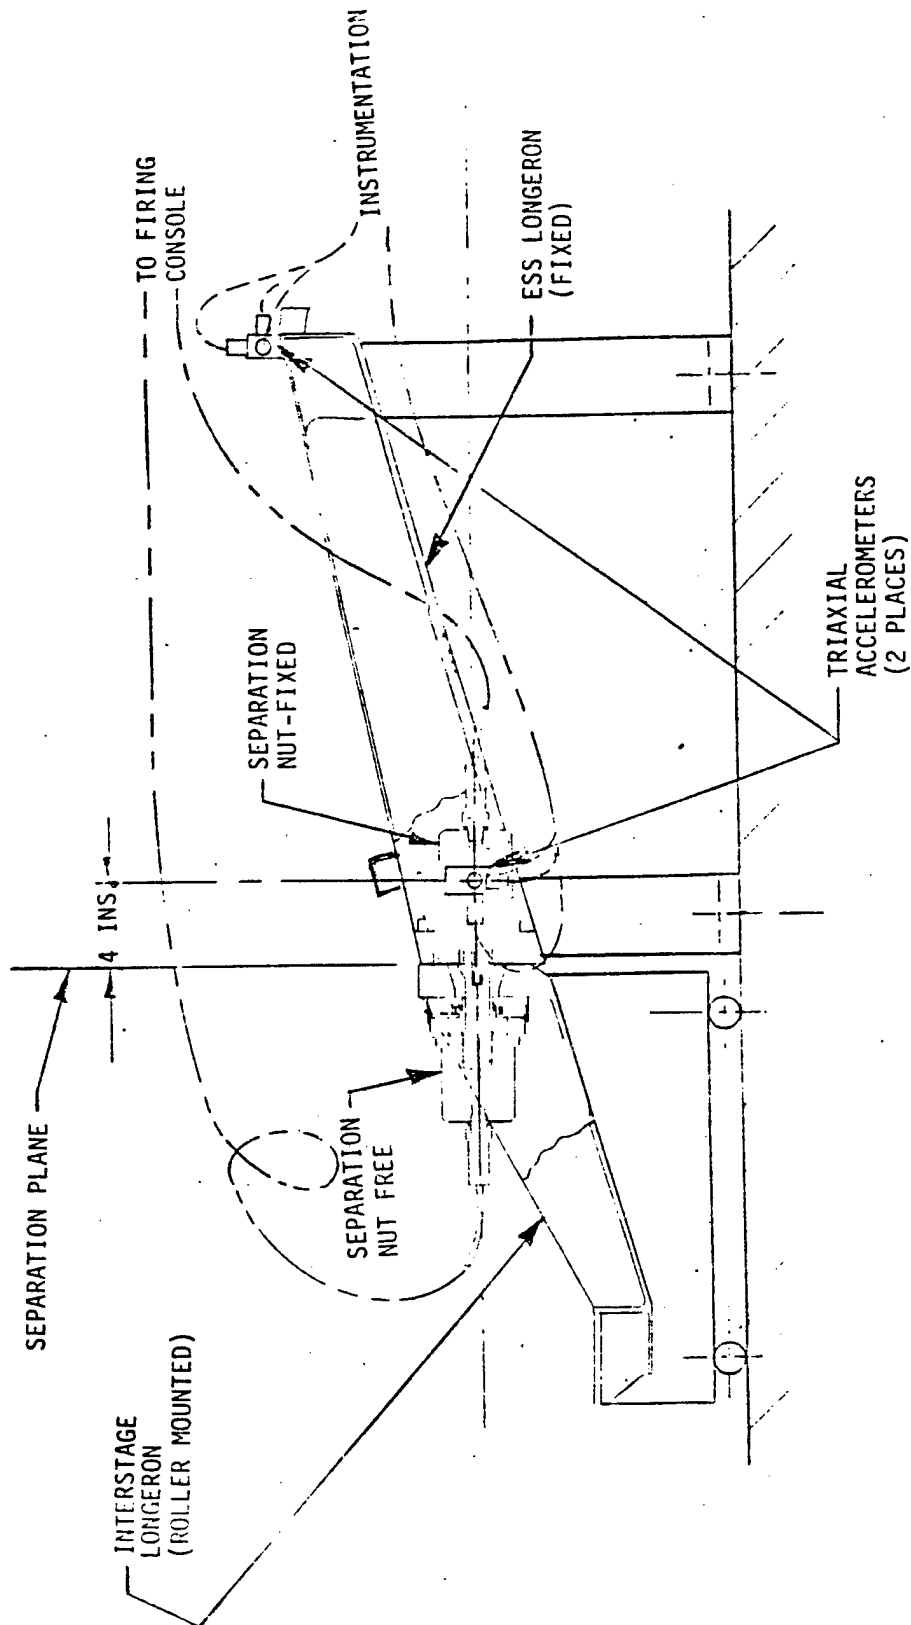 SEPARATION PLANE
4 INS.
TO FIRING
CONSOLE
INSTRUMENTATION
INTERSTAGE
LONGERON
(ROLLER MOUNTED)
SEPARATION
NUT FREE
SEPARATION
NUT-FIXED
ESS LONGERON
(FIXED)
TRIAXIAL
ACCELEROMETERS
(2 PLACES)